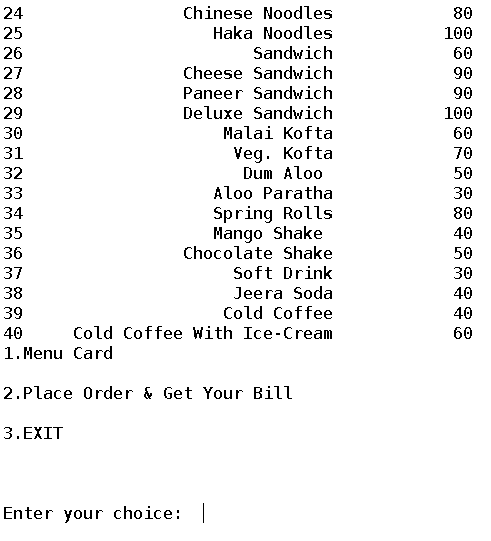 24 Chinese Noodles 80
25 Haka Noodles 100
26 Sandwich 60
27 Cheese Sandwich 90
28 Paneer Sandwich 90
29 Deluxe Sandwich 100
30 Malai Kofta 60
31 Veg. Kofta 70
32 Dum Aloo 50
33 Aloo Paratha 30
34 Spring Rolls 80
35 Mango Shake 40
36 Chocolate Shake 50
37 Soft Drink 30
38 Jeera Soda 40
39 Cold Coffee 40
40 Cold Coffee With Ice-Cream 60
1.Menu Card
2.Place Order & Get Your Bill
3.EXIT
Enter your choice: